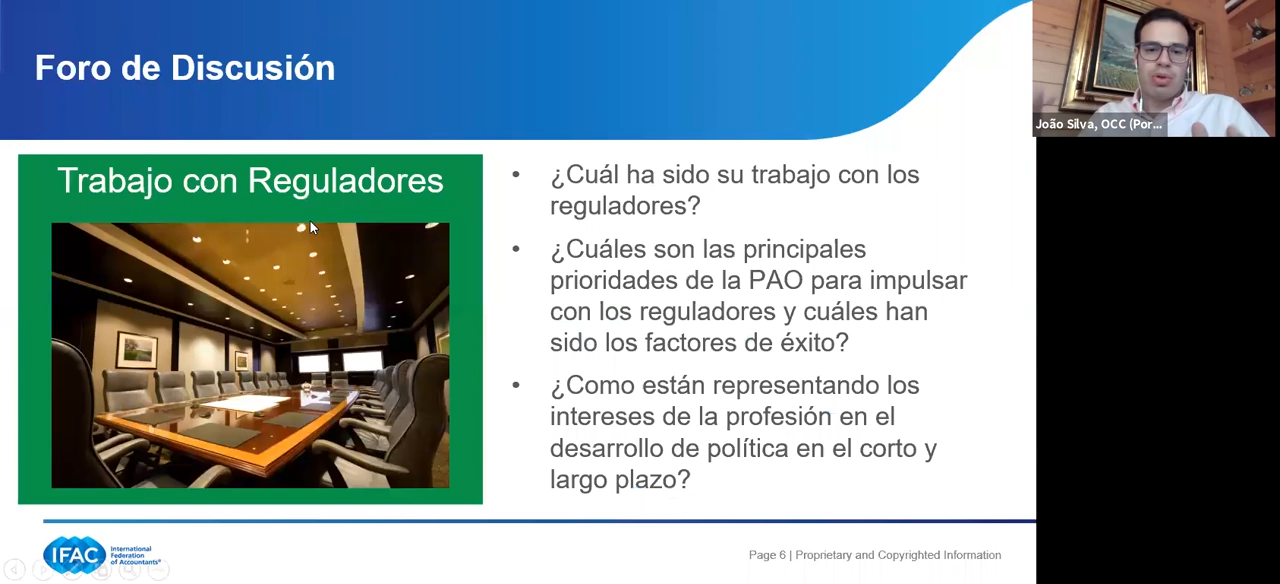 Foro de Discusión
João Silva, OCC (Por...
Trabajo con Reguladores
• ¿Cuál ha sido su trabajo con los
reguladores?
• ¿Cuáles son las principales
prioridades de la PAO para impulsar
con los reguladores y cuáles han
sido los factores de éxito?
• ¿Como están representando los
intereses de la profesión en el
desarrollo de política en el corto y
largo plazo?
IFAC
International
Federation
of Accountants®
Page 6 | Proprietary and Copyrighted Information